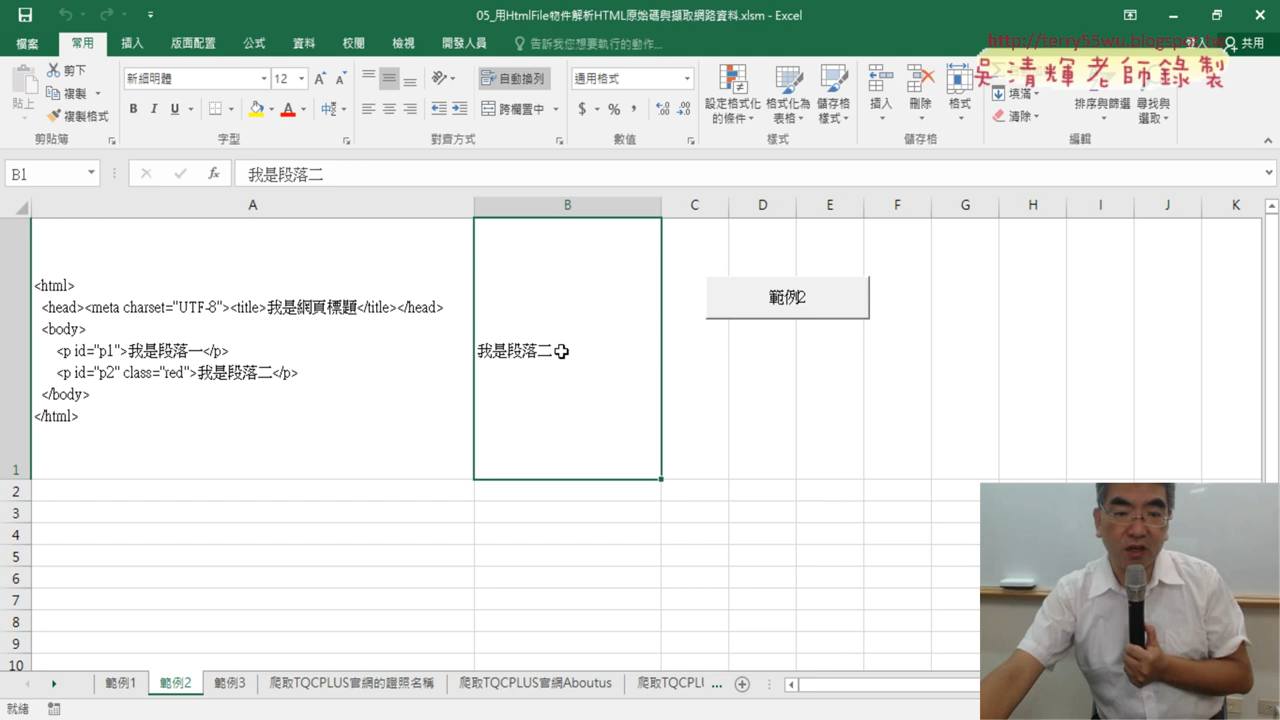 05_用HtmlFile物件解析HTML原始碼與擷取網路資料.xlsm - Excel
檔案 常用 插入 版面配置 公式 資料 校閱 檢視 開發人員 告訴我您想要執行的動作... 登入 共用
http://terry55wu.blogspot.tw
吳清輝老師錄製
貼上 剪下 複製 複製格式 剪貼簿
新細明體 12 B I U A 中 字型
自動換列 跨欄置中 對齊方式
通用格式 $ % , 數值
設定格式化的條件 格式化為表格 儲存格樣式 樣式
插入 刪除 格式 儲存格
填滿 清除 排序與篩選 尋找與選取 編輯
B1 fx 我是段落二
A B C D E F G H I J K
<html>
<head><meta charset="UTF-8"><title>我是網頁標題</title></head>
<body>
<p id="p1">我是段落一</p>
<p id="p2" class="red">我是段落二</p>
</body>
</html>
我是段落二
範例2
1
2
3
4
5
6
7
8
9
10
範例1 範例2 範例3 爬取TQCPLUS官網的證照名稱 爬取TQCPLUS官網Aboutus 爬取TQCPLU ...
就緒